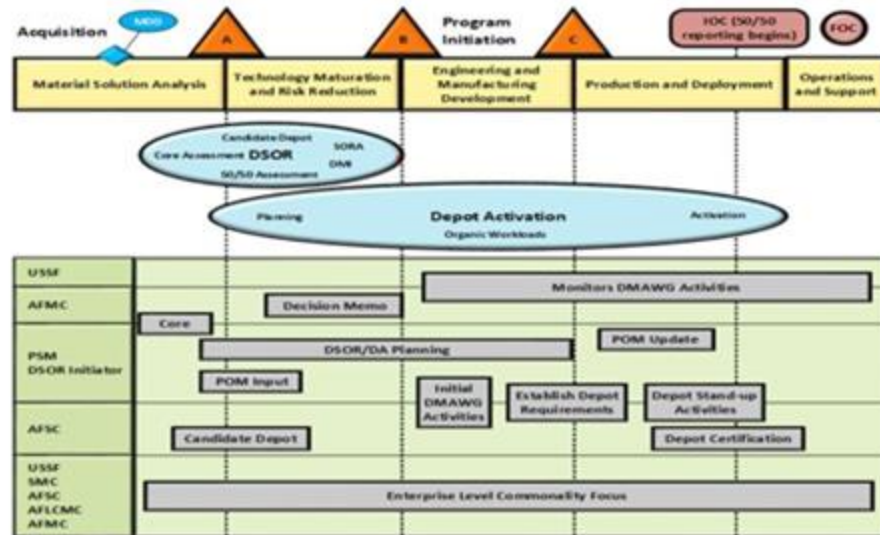 Acquisition
MDD
A
B
Program
Initiation
C
IOC (50/50
reporting begins)
FOC
Material Solution Analysis
Technology Maturation
and Risk Reduction
Engineering and
Manufacturing
Development
Production and Deployment
Operations
and Support
Candidate Depot
SORA
Core Assessment DSOR
DMI
50/50 Assessment
Planning
Depot Activation
Activation
Organic Workloads
USSF
Monitors DMAWG Activities
AFMC
Decision Memo
Core
PSM
DSOR Initiator
DSOR/DA Planning
POM Update
POM Input
Initial
DMAWG
Activities
Establish Depot
Requirements
Depot Stand-up
Activities
AFSC
Candidate Depot
Depot Certification
USSF
SMC
AFSC
AFLCMC
AFMC
Enterprise Level Commonality Focus